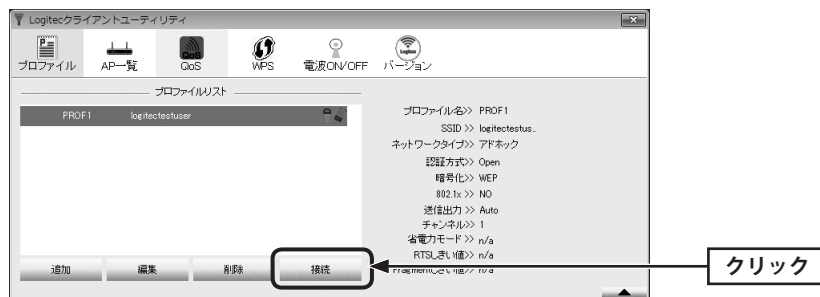 Logitecクライアントユーティリティ
プロファイル
AP一覧
QoS
WPS
電波ON/OFF
バージョン
プロファイルリスト
PROF1 logitectestuser
プロファイル名>> PROF1
SSID >> logitectestus..
ネットワークタイプ>> アドホック
認証方式>> Open
暗号化>> WEP
802.1x >> NO
送信出力 >> Auto
チャンネル>> 1
省電力モード >> n/a
RTSしきい値>> n/a
Fragmentしきい値>> n/a
追加 編集 削除 接続
クリック